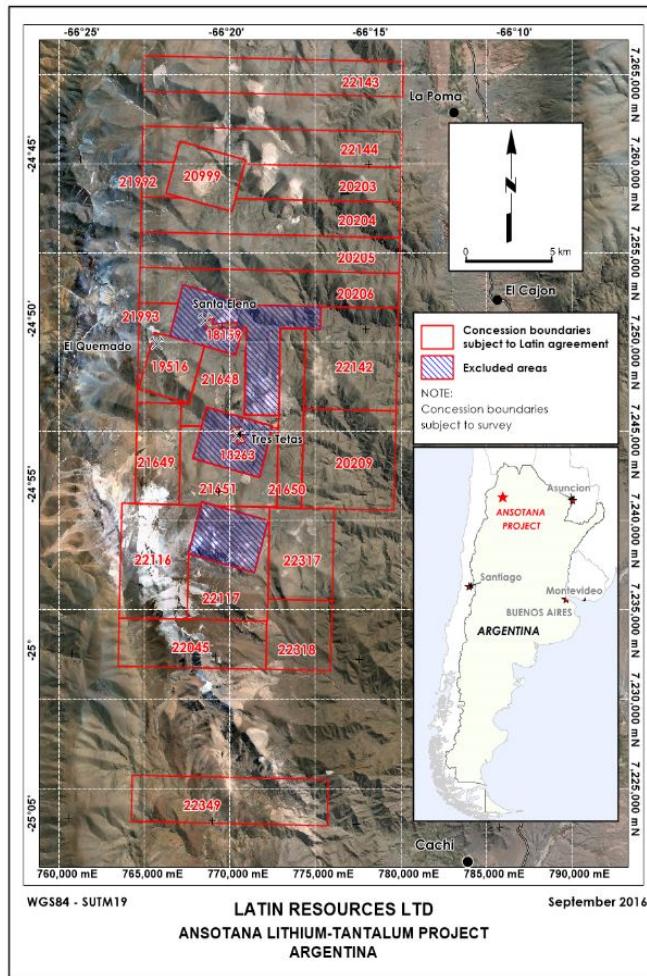 -66°25'
-66°20'
-66°15'
-66°10'
7,265,000 mN
22143
La Poma
-24°45'
22144
7,260,000 mN
21992
20999
20203
20204
0
5 km
7,255,000 mN
20205
20206
El Cajon
-24°50'
Santa Elena
21993
18159
7,250,000 mN
El Quemado
19516
21648
22142
Concession boundaries
subject to Latin agreement
Excluded areas
NOTE:
Concession boundaries
subject to survey
7,245,000 mN
Tres Tetas
18263
21649
20209
-24°55'
21651
21650
7,240,000 mN
Asuncion
ANSOTANA
PROJECT
22116
22317
Santiago
Montevideo
BUENOS AIRES
22117
7,235,000 mN
ARGENTINA
-25°
22045
22318
7,230,000 mN
7,225,000 mN
22349
-25°05'
Cachi
760,000 mE
765,000 mE
770,000 mE
775,000 mE
780,000 mE
785,000 mE
790,000 mE
WGS84 - SUTM19
LATIN RESOURCES LTD
September 2016
ANSOTANA LITHIUM-TANTALUM PROJECT
ARGENTINA